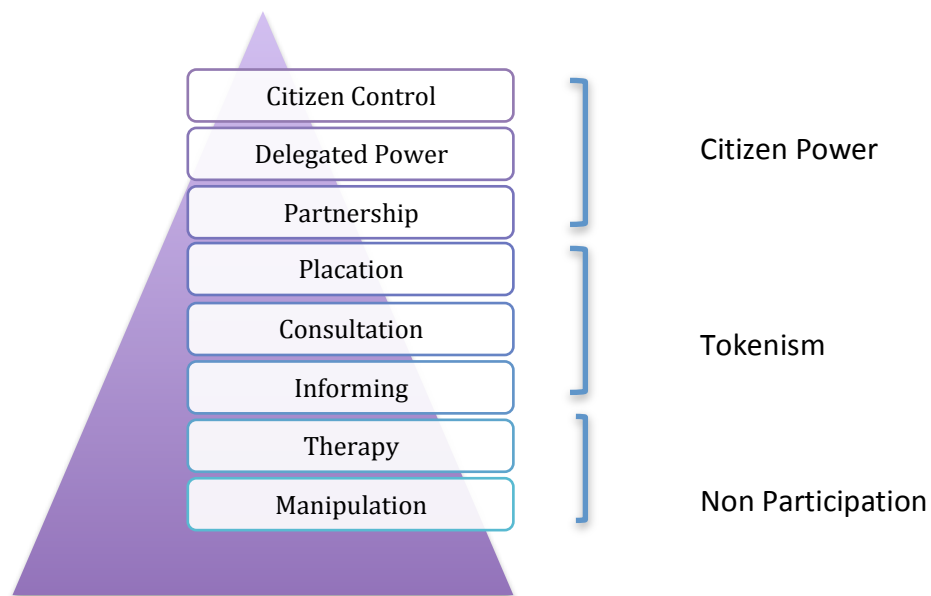 Citizen Control
Delegated Power
Partnership
Citizen Power
Placation
Consultation
Informing
Tokenism
Therapy
Manipulation
Non Participation